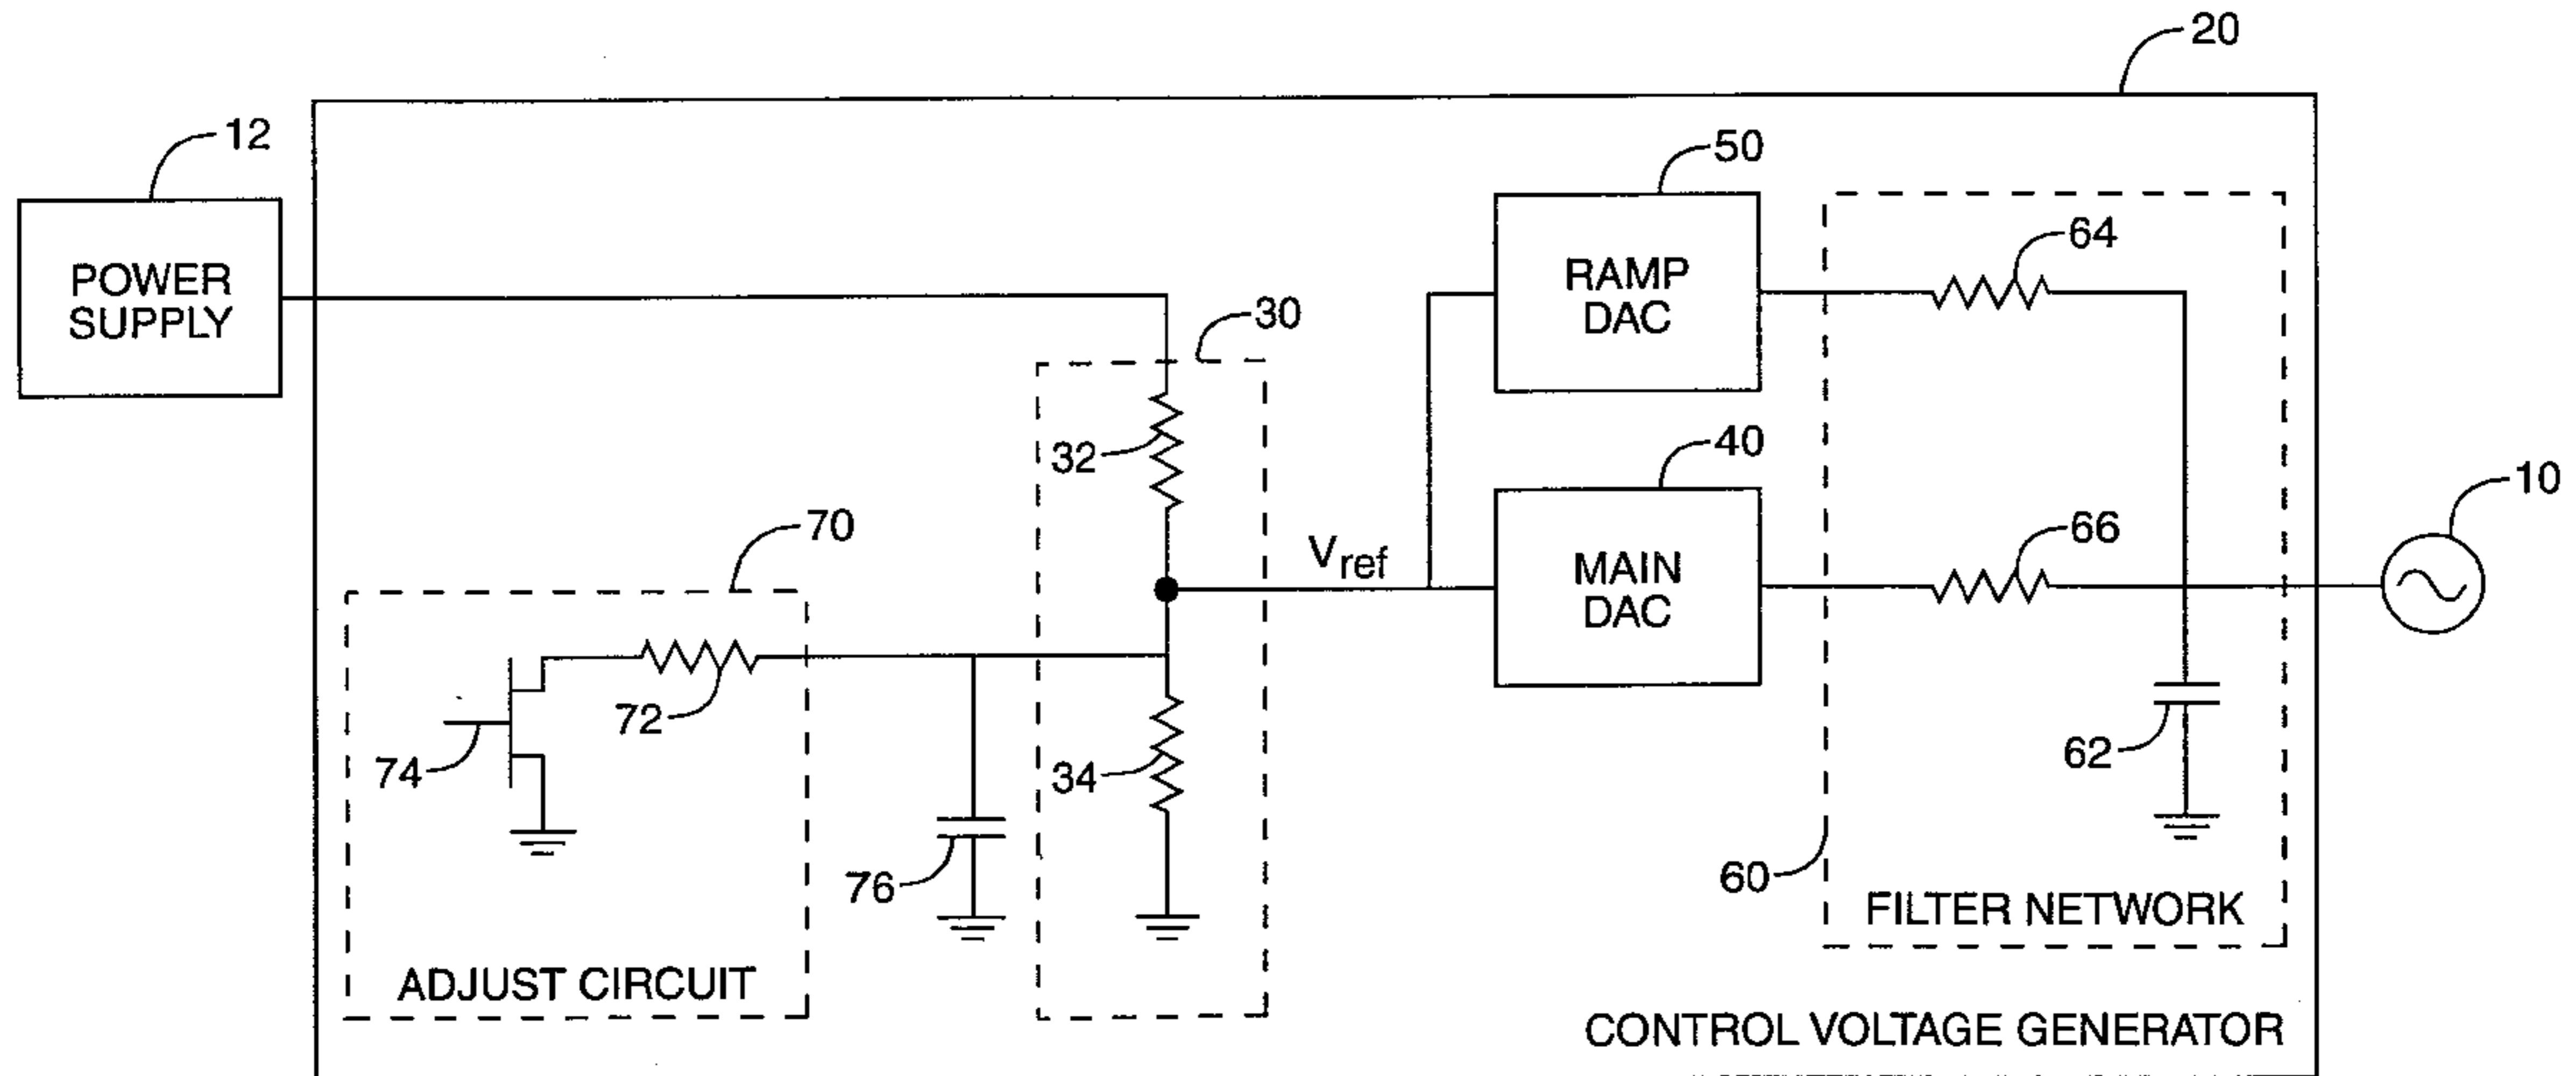 20
12
50
POWER
SUPPLY
RAMP
DAC
64
30
32
40
10
70
Vref
MAIN
DAC
66
72
74
34
62
76
60
FILTER NETWORK
ADJUST CIRCUIT
CONTROL VOLTAGE GENERATOR